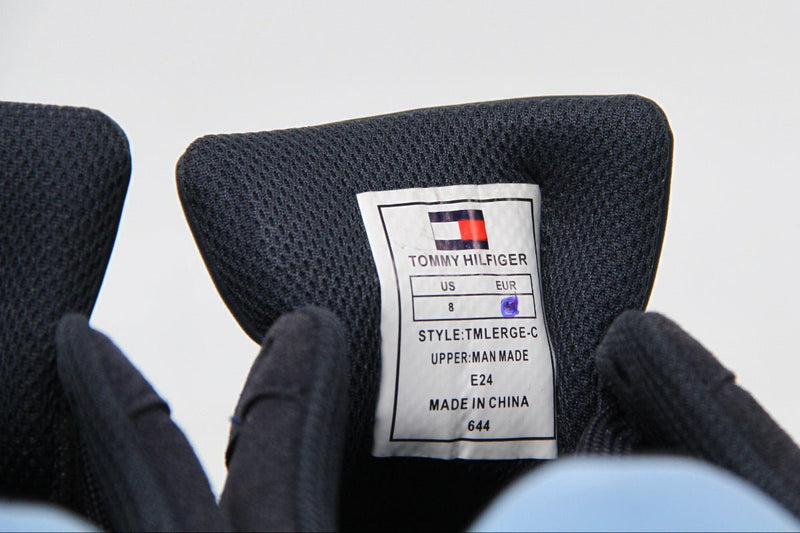 TOMMY HILFIGER
US EUR
8
STYLE:TMLERGE-C
UPPER:MAN MADE
E24
MADE IN CHINA
644